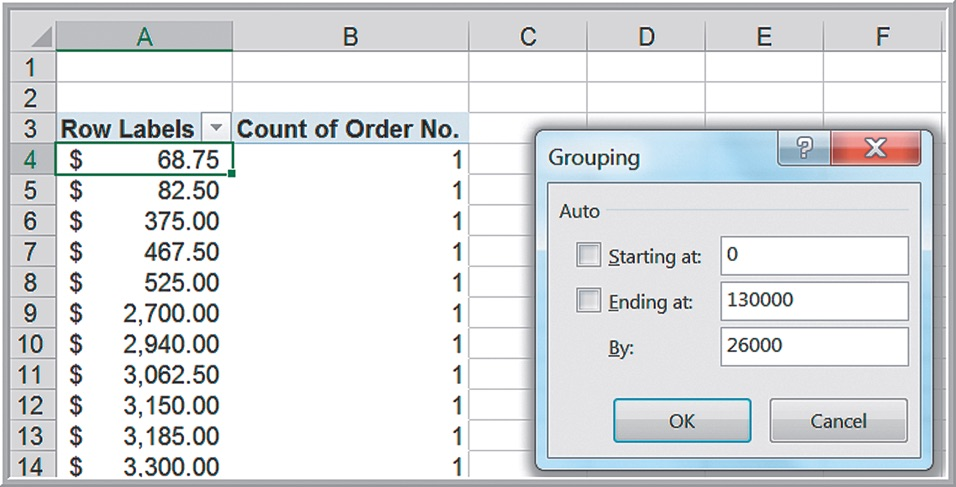 A B C D E F
1
2
3 Row Labels Count of Order No.
4 $ 68.75 1
5 $ 82.50 1
6 $ 375.00 1
7 $ 467.50 1
8 $ 525.00 1
9 $ 2,700.00 1
10 $ 2,940.00 1
11 $ 3,062.50 1
12 $ 3,150.00 1
13 $ 3,185.00 1
14 $ 3,300.00 1
Grouping ? X
Auto
Starting at: 0
Ending at: 130000
By: 26000
OK Cancel